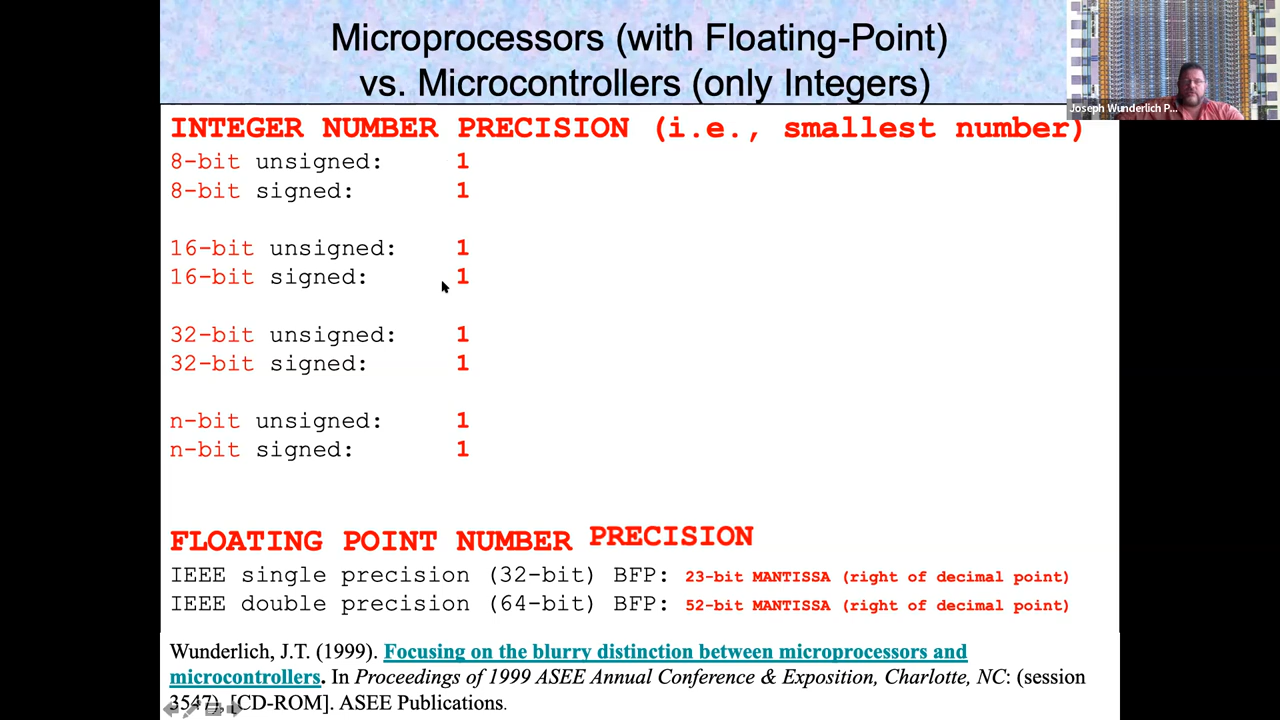 Microprocessors (with Floating-Point)
vs. Microcontrollers (only Integers)
Joseph Wunderlich P...
INTEGER NUMBER PRECISION (i.e., smallest number)
8-bit unsigned: 1
8-bit signed: 1
16-bit unsigned: 1
16-bit signed: 1
32-bit unsigned: 1
32-bit signed: 1
n-bit unsigned: 1
n-bit signed: 1
FLOATING POINT NUMBER PRECISION
IEEE single precision (32-bit) BFP: 23-bit MANTISSA (right of decimal point)
IEEE double precision (64-bit) BFP: 52-bit MANTISSA (right of decimal point)
Wunderlich, J.T. (1999). Focusing on the blurry distinction between microprocessors and
microcontrollers. In Proceedings of 1999 ASEE Annual Conference & Exposition, Charlotte, NC: (session
3547), [CD-ROM]. ASEE Publications.